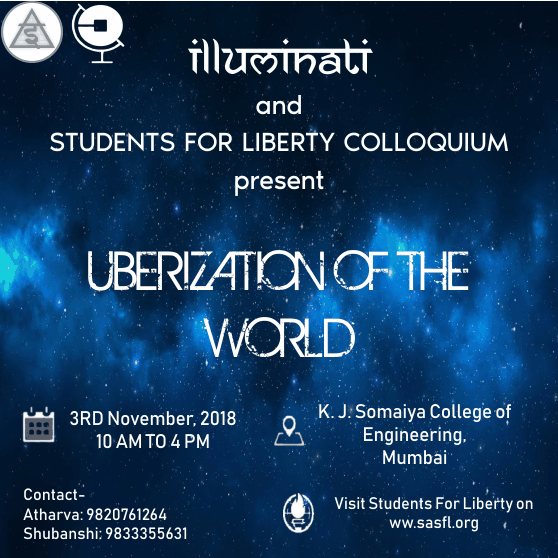 इ
illuminati
and
STUDENTS FOR LIBERTY COLLOQUIUM
present
UBERIZATION OF THE
WORLD
3RD November, 2018
10 AM TO 4 PM
K. J. Somaiya College of
Engineering,
Mumbai
Contact-
Atharva: 9820761264
Shubanshi: 9833355631
Visit Students For Liberty on
ww.sasfl.org